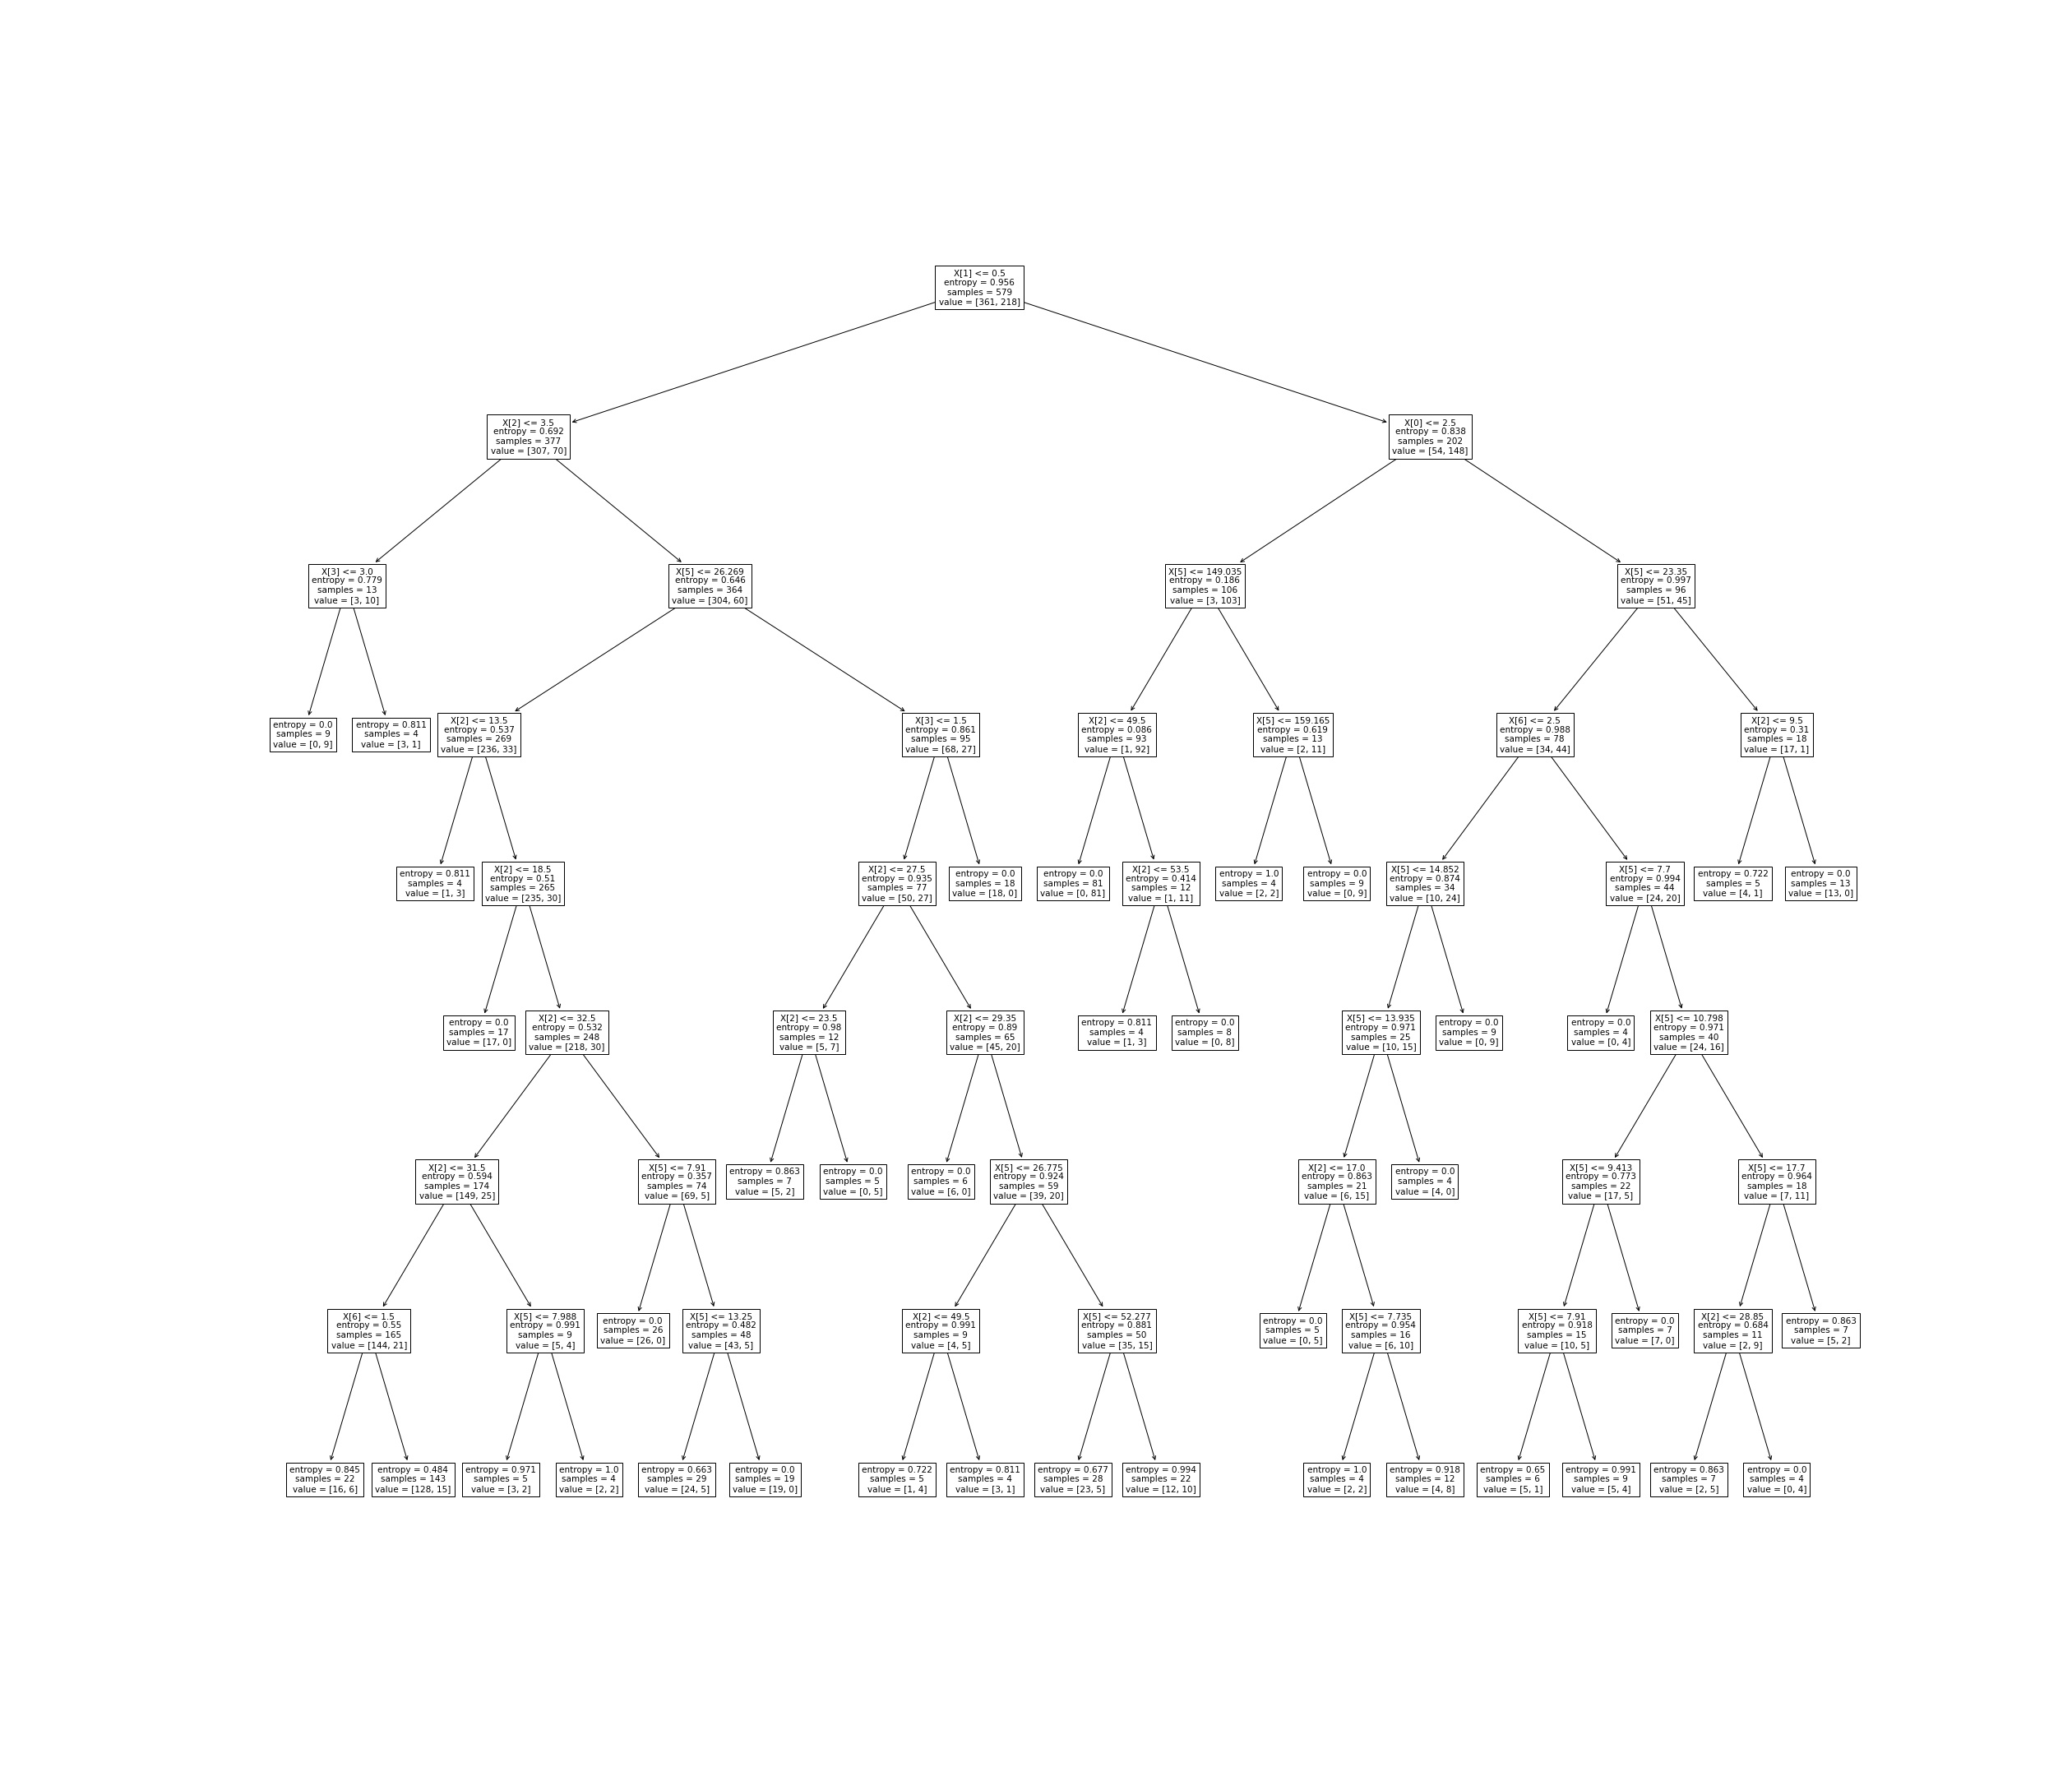 X[1] <= 0.5
entropy = 0.956
samples = 579
value = [361, 218]
X[2] <= 3.5
entropy = 0.692
samples = 377
value = [307, 70]
X[0] <= 2.5
entropy = 0.838
samples = 202
value = [54, 148]
X[3] <= 3.0
entropy = 0.779
samples = 13
value = [3, 10]
X[5] <= 26.269
entropy = 0.646
samples = 364
value = [304, 60]
X[5] <= 149.035
entropy = 0.186
samples = 106
value = [3, 103]
X[5] <= 23.35
entropy = 0.997
samples = 96
value = [51, 45]
entropy = 0.0
samples = 9
value = [0, 9]
entropy = 0.811
samples = 4
value = [3, 1]
X[2] <= 13.5
entropy = 0.537
samples = 269
value = [236, 33]
X[3] <= 1.5
entropy = 0.861
samples = 95
value = [68, 27]
X[2] <= 49.5
entropy = 0.086
samples = 93
value = [1, 92]
X[5] <= 159.165
entropy = 0.619
samples = 13
value = [2, 11]
X[6] <= 2.5
entropy = 0.988
samples = 78
value = [34, 44]
X[2] <= 9.5
entropy = 0.31
samples = 18
value = [17, 1]
entropy = 0.811
samples = 4
value = [1, 3]
X[2] <= 18.5
entropy = 0.51
samples = 265
value = [235, 30]
X[2] <= 27.5
entropy = 0.935
samples = 77
value = [50, 27]
entropy = 0.0
samples = 18
value = [18, 0]
entropy = 0.0
samples = 81
value = [0, 81]
X[2] <= 53.5
entropy = 0.414
samples = 12
value = [1, 11]
entropy = 1.0
samples = 4
value = [2, 2]
entropy = 0.0
samples = 9
value = [0, 9]
X[5] <= 14.852
entropy = 0.874
samples = 34
value = [10, 24]
X[5] <= 7.7
entropy = 0.994
samples = 44
value = [24, 20]
entropy = 0.722
samples = 5
value = [4, 1]
entropy = 0.0
samples = 13
value = [13, 0]
entropy = 0.0
samples = 17
value = [17, 0]
X[2] <= 32.5
entropy = 0.532
samples = 248
value = [218, 30]
X[2] <= 23.5
entropy = 0.98
samples = 12
value = [5, 7]
X[2] <= 29.35
entropy = 0.89
samples = 65
value = [45, 20]
entropy = 0.811
samples = 4
value = [1, 3]
entropy = 0.0
samples = 8
value = [0, 8]
X[5] <= 13.935
entropy = 0.971
samples = 25
value = [10, 15]
entropy = 0.0
samples = 9
value = [0, 9]
entropy = 0.0
samples = 4
value = [0, 4]
X[5] <= 10.798
entropy = 0.971
samples = 40
value = [24, 16]
X[2] <= 31.5
entropy = 0.594
samples = 174
value = [149, 25]
X[5] <= 7.91
entropy = 0.357
samples = 74
value = [69, 5]
entropy = 0.863
samples = 7
value = [5, 2]
entropy = 0.0
samples = 5
value = [0, 5]
entropy = 0.0
samples = 6
value = [6, 0]
X[5] <= 26.775
entropy = 0.924
samples = 59
value = [39, 20]
X[2] <= 17.0
entropy = 0.863
samples = 21
value = [6, 15]
entropy = 0.0
samples = 4
value = [4, 0]
X[5] <= 9.413
entropy = 0.773
samples = 22
value = [17, 5]
X[5] <= 17.7
entropy = 0.964
samples = 18
value = [7, 11]
X[6] <= 1.5
entropy = 0.55
samples = 165
value = [144, 21]
X[5] <= 7.988
entropy = 0.991
samples = 9
value = [5, 4]
entropy = 0.0
samples = 26
value = [26, 0]
X[5] <= 13.25
entropy = 0.482
samples = 48
value = [43, 5]
X[2] <= 49.5
entropy = 0.991
samples = 9
value = [4, 5]
X[5] <= 52.277
entropy = 0.881
samples = 50
value = [35, 15]
entropy = 0.0
samples = 5
value = [0, 5]
X[5] <= 7.735
entropy = 0.954
samples = 16
value = [6, 10]
X[5] <= 7.91
entropy = 0.918
samples = 15
value = [10, 5]
entropy = 0.0
samples = 7
value = [7, 0]
X[2] <= 28.85
entropy = 0.684
samples = 11
value = [2, 9]
entropy = 0.863
samples = 7
value = [5, 2]
entropy = 0.845
samples = 22
value = [16, 6]
entropy = 0.484
samples = 143
value = [128, 15]
entropy = 0.971
samples = 5
value = [3, 2]
entropy = 1.0
samples = 4
value = [2, 2]
entropy = 0.663
samples = 29
value = [24, 5]
entropy = 0.0
samples = 19
value = [19, 0]
entropy = 0.722
samples = 5
value = [1, 4]
entropy = 0.811
samples = 4
value = [3, 1]
entropy = 0.677
samples = 28
value = [23, 5]
entropy = 0.994
samples = 22
value = [12, 10]
entropy = 1.0
samples = 4
value = [2, 2]
entropy = 0.918
samples = 12
value = [4, 8]
entropy = 0.65
samples = 6
value = [5, 1]
entropy = 0.991
samples = 9
value = [5, 4]
entropy = 0.863
samples = 7
value = [2, 5]
entropy = 0.0
samples = 4
value = [0, 4]